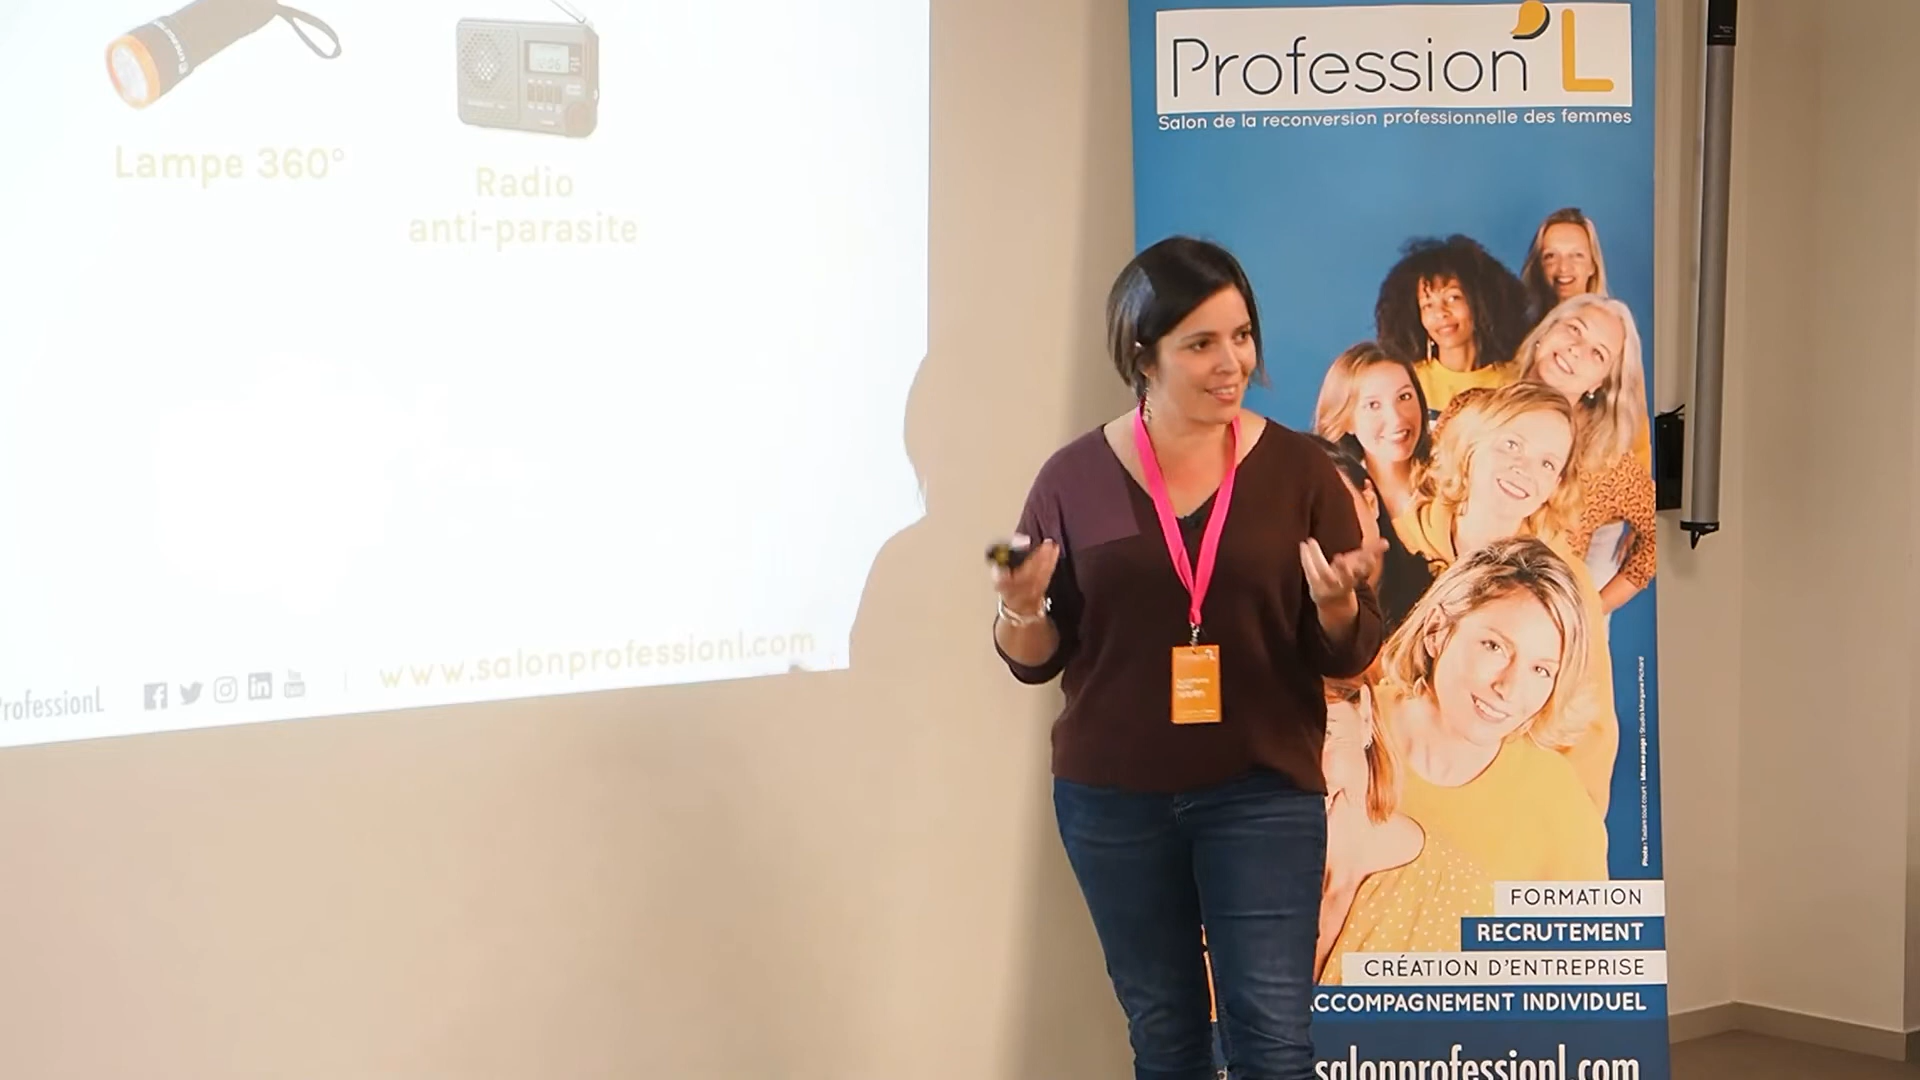 Lampe 360°
Radio
anti-parasite
ProfessionL
www.salonprofessionl.com
Profession'L
Salon de la reconversion professionnelle des femmes
FORMATION
RECRUTEMENT
CRÉATION D'ENTREPRISE
ACCOMPAGNEMENT INDIVIDUEL
salonprofessionl.com